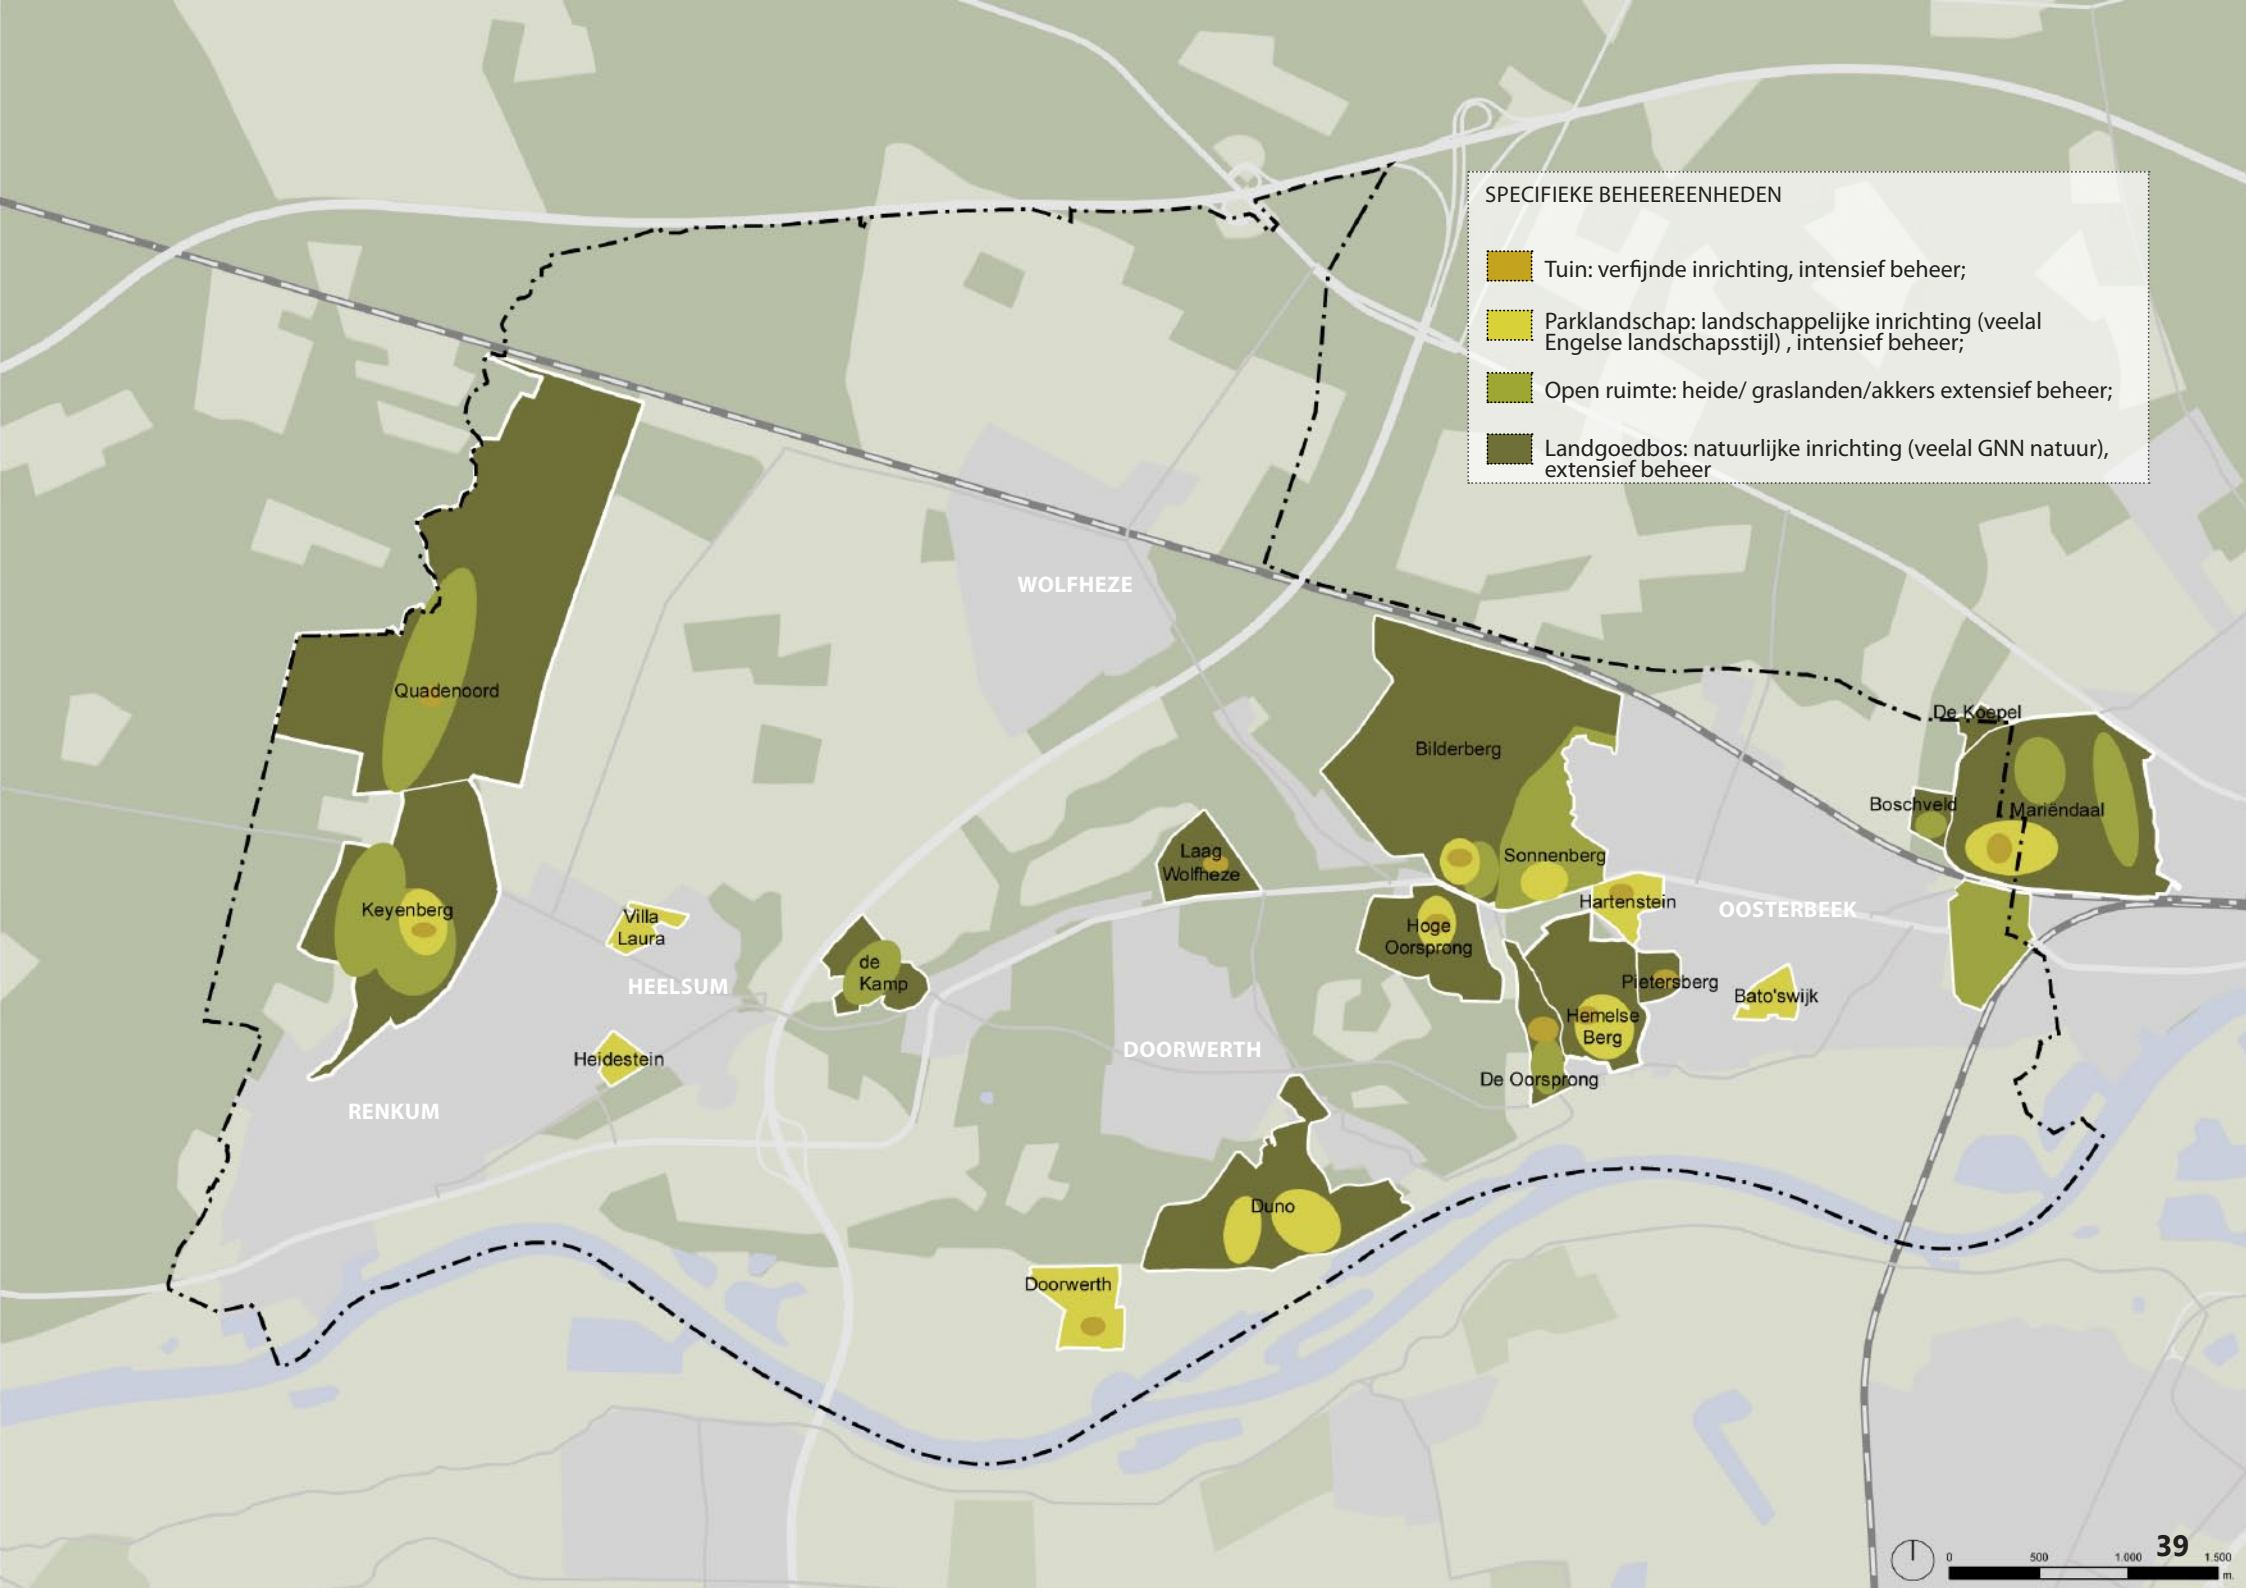 SPECIFIEKE BEHEEREENHEDEN
Tuin: verfijnde inrichting, intensief beheer;
Parklandschap: landschappelijke inrichting (veelal
Engelse landschapsstijl) , intensief beheer;
Open ruimte: heide/ graslanden/akkers extensief beheer;
Landgoedbos: natuurlijke inrichting (veelal GNN natuur),
extensief beheer
WOLFHEZE
Quadenoord
De Koepel
Bilderberg
Boschveld
Mariëndaal
Laag
Wolfheze
Sonnenberg
Keyenberg
Villa
Laura
Hartenstein
OOSTERBEEK
Hoge
Oorsprong
de
Kamp
HEELSUM
Pietersberg
Bato'swijk
Hemelse
Berg
DOORWERTH
Heidestein
De Oorsprong
RENKUM
Duno
Doorwerth
39
0 500 1.000 1.500
m.